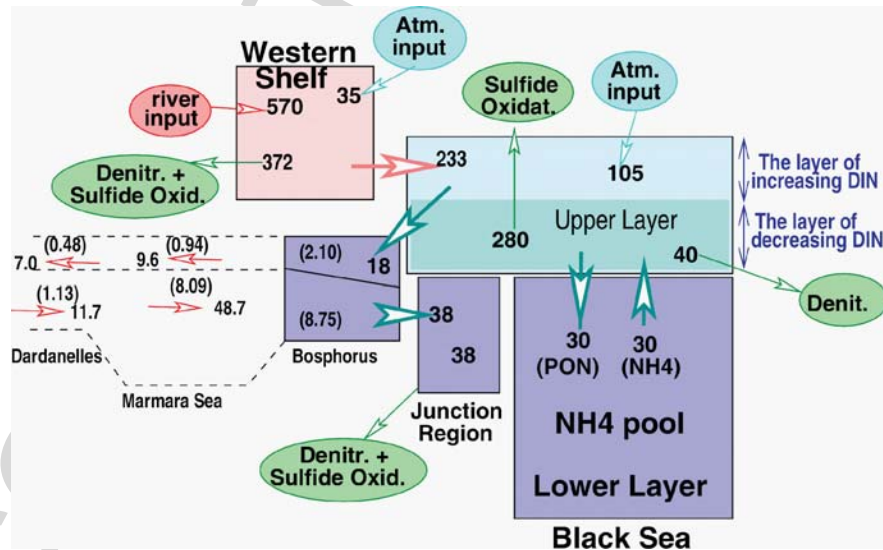 Western
Shelf
Atm.
input
35
river
input
570
372
Denitr. +
Sulfide Oxid.
Sulfide
Oxidat.
Atm.
input
233
105
The layer of
increasing DIN
Upper Layer
The layer of
decreasing DIN
280
40
Denit.
(0.48)
(0.94)
7.0
9.6
(2.10)
18
(1.13)
11.7
(8.09)
48.7
(8.75)
38
38
Dardanelles
Marmara Sea
Bosphorus
Junction
Region
Denitr. +
Sulfide Oxid.
30
(PON)
30
(NH4)
NH4 pool
Lower Layer
Black Sea